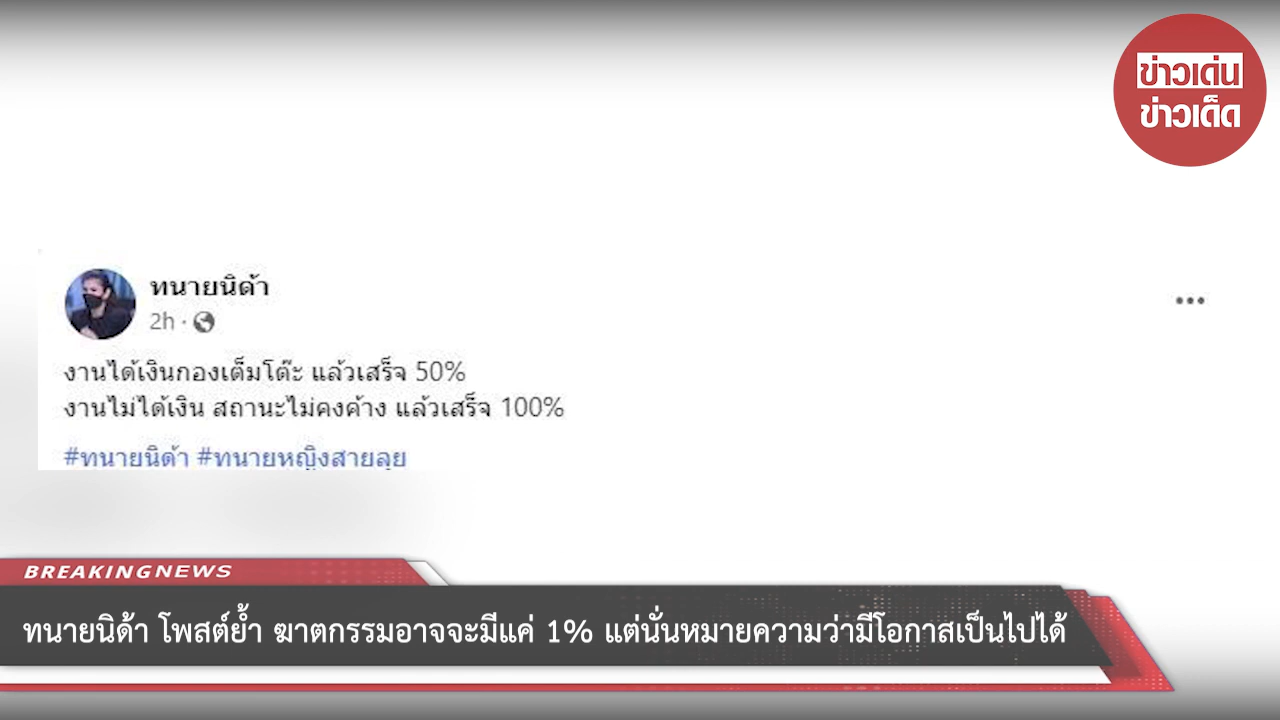 ข่าวเด่น
ข่าวเด็ด
ทนายนิด้า
2h ·
งานได้เงินกองเต็มโต๊ะ แล้วเสร็จ 50%
งานไม่ได้เงิน สถานะไม่คงค้าง แล้วเสร็จ 100%
#ทนายนิด้า #ทนายหญิงสายลุย
BREAKINGNEWS
ทนายนิด้า โพสต์ย้ำ ฆาตกรรมอาจจะมีแค่ 1% แต่นั่นหมายความว่ามีโอกาสเป็นไปได้